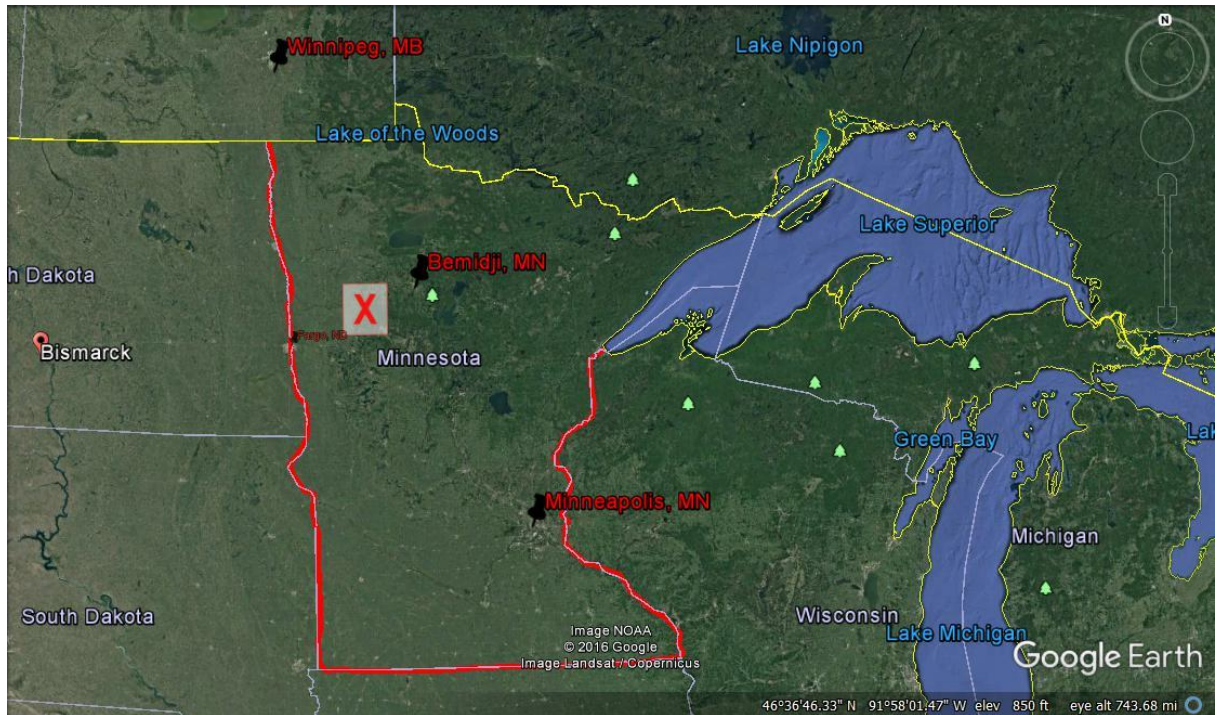 N
Winnipeg, MB
Lake Nipigon
Lake of the Woods
Lake Superior
Bemidji, MN
h Dakota
X
Fargo, ND
Bismarck
Minnesota
Green Bay
Lak
Minneapolis, MN
Michigan
South Dakota
Wisconsin
Lake Michigan
Image NOAA
© 2016 Google
Image Landsat / Copernicus
Google Earth
46°36'46.33" N 91°58'01.47" W elev 850 ft eye alt 743.68 mi